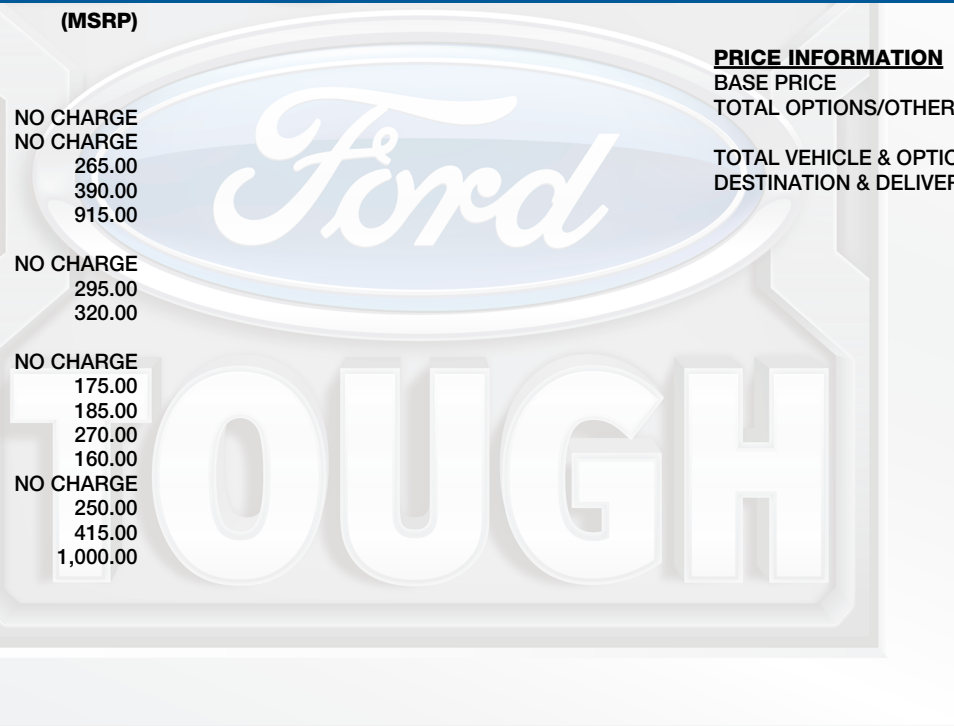 (MSRP)
NO CHARGE
NO CHARGE
265.00
390.00
915.00
NO CHARGE
295.00
320.00
NO CHARGE
175.00
185.00
270.00
160.00
NO CHARGE
250.00
415.00
1,000.00
PRICE INFORMATION
BASE PRICE
TOTAL OPTIONS/OTHER
TOTAL VEHICLE & OPTIO
DESTINATION & DELIVER
Ford
TOUGH